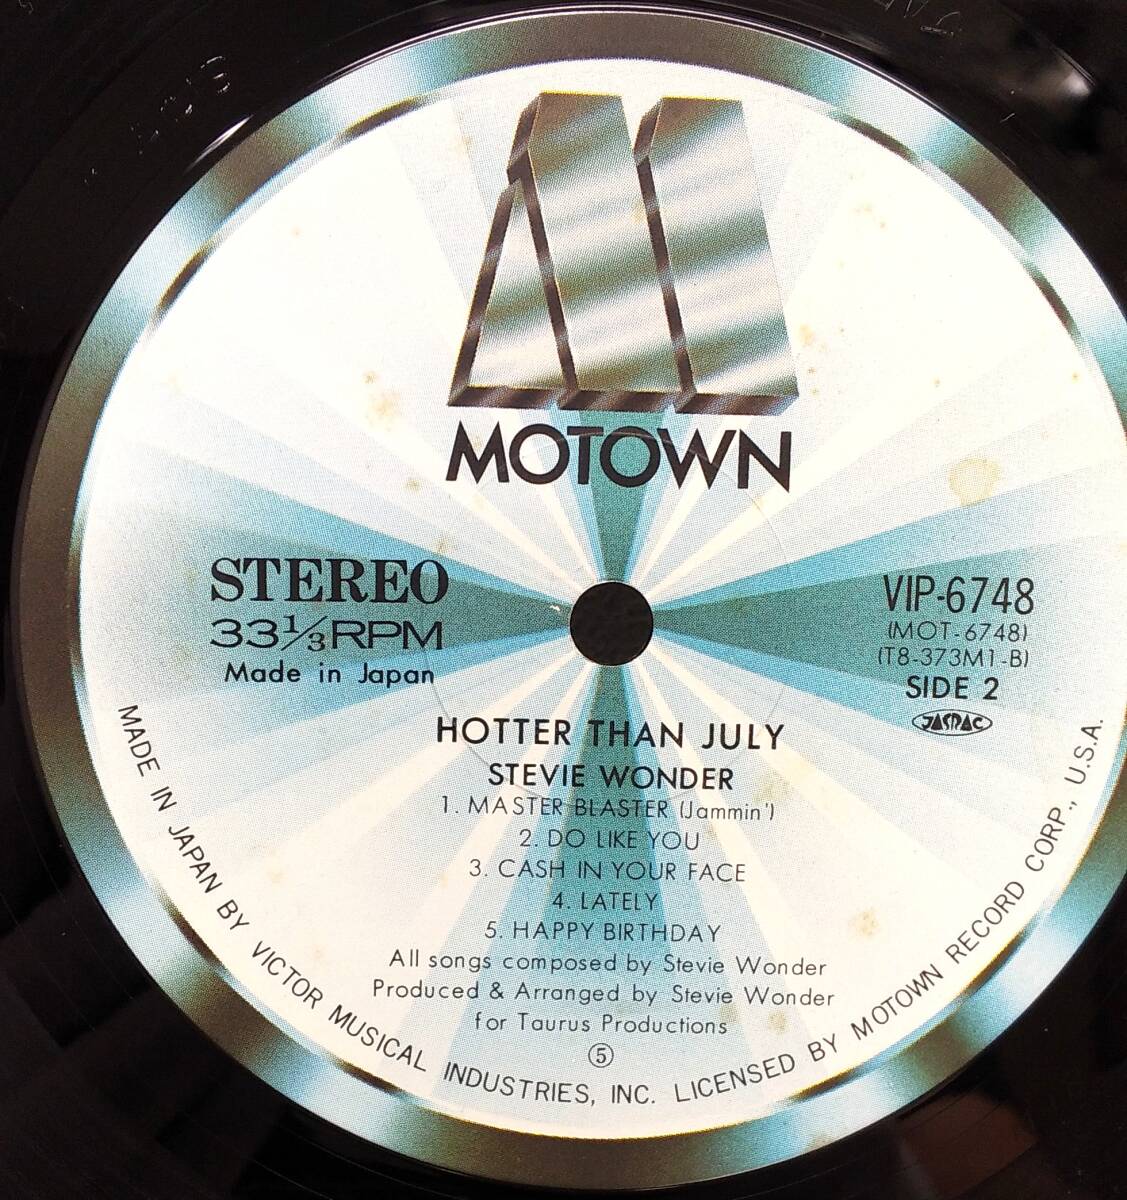 MOTOWN
STEREO
33⅓ RPM
Made in Japan
VIP-6748
(MOT-6748)
(T8-373M1-B)
SIDE 2
JASRAC
HOTTER THAN JULY
STEVIE WONDER
1. MASTER BLASTER (Jammin')
2. DO LIKE YOU
3. CASH IN YOUR FACE
4. LATELY
5. HAPPY BIRTHDAY
All songs composed by Stevie Wonder
Produced & Arranged by Stevie Wonder
for Taurus Productions
⑤
MADE IN JAPAN BY VICTOR MUSICAL INDUSTRIES, INC. LICENSED BY MOTOWN RECORD CORP., U.S.A.